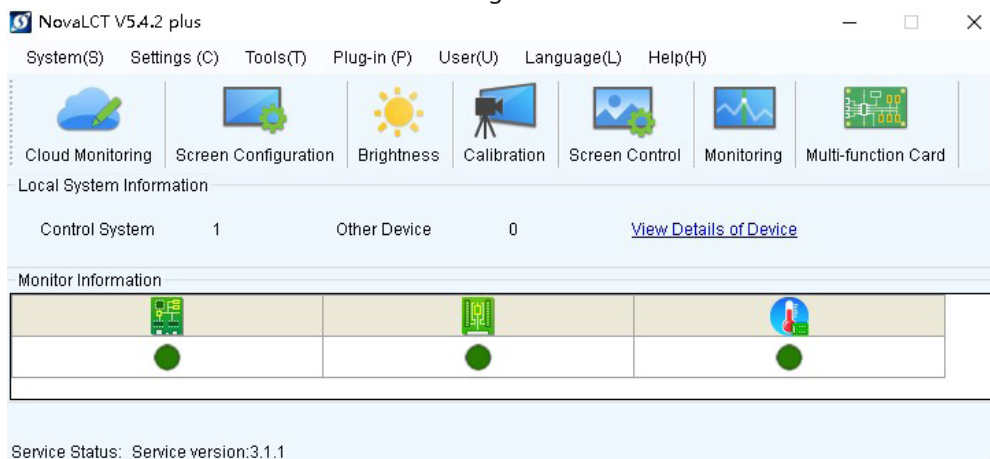 NovaLCT V5.4.2 plus
System(S) Settings (C) Tools(T) Plug-in (P) User(U) Language(L) Help(H)
Cloud Monitoring Screen Configuration Brightness Calibration Screen Control Monitoring Multi-function Card
Local System Information
Control System 1 Other Device 0 View Details of Device
Monitor Information
Service Status: Service version:3.1.1